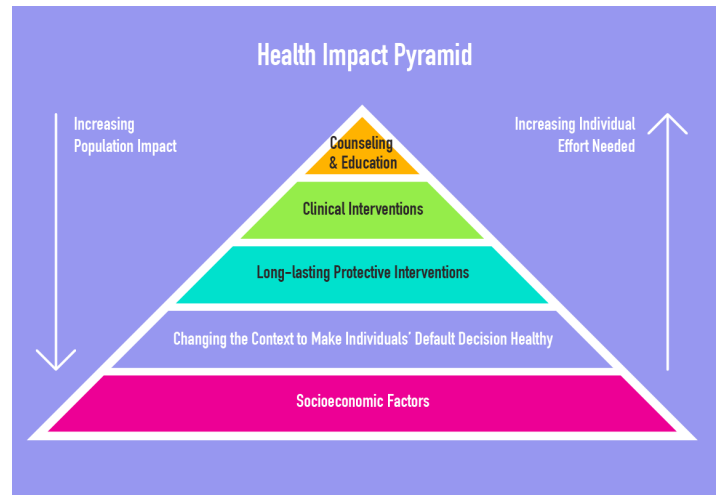 Health Impact Pyramid
Increasing
Population Impact
Increasing Individual
Effort Needed
Counseling
& Education
Clinical Interventions
Long-lasting Protective Interventions
Changing the Context to Make Individuals' Default Decision Healthy
Socioeconomic Factors